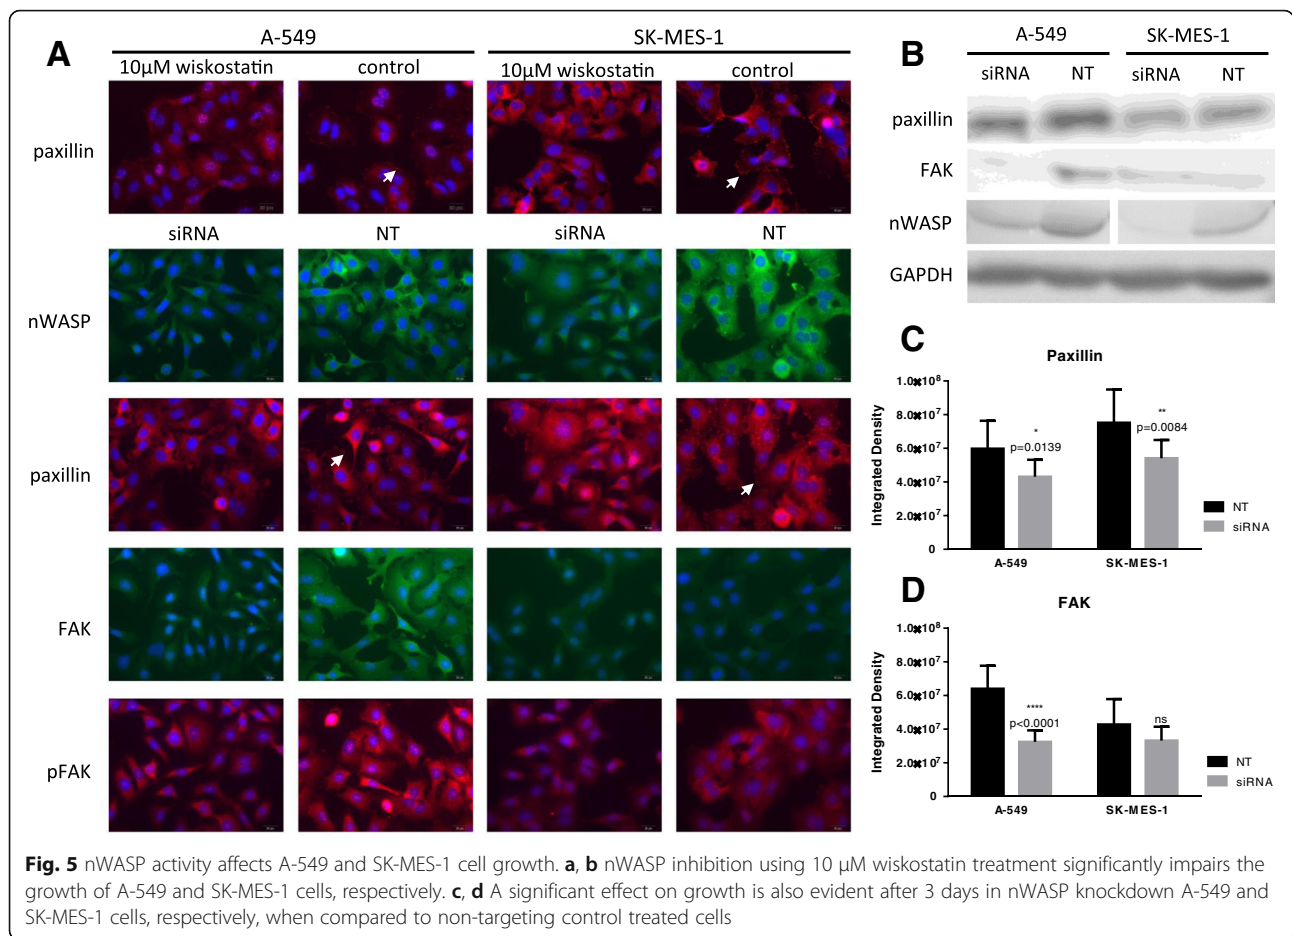 A
A-549
SK-MES-1
10μM wiskostatin
control
10μM wiskostatin
control
paxillin
siRNA
NT
siRNA
NT
nWASP
paxillin
FAK
pFAK
B
A-549
SK-MES-1
siRNA
NT
siRNA
NT
paxillin
FAK
nWASP
GAPDH
C
Paxillin
Integrated Density
1.0×10⁸
8.0×10⁷
6.0×10⁷
4.0×10⁷
2.0×10⁷
0
*
p=0.0139
**
p=0.0084
A-549
SK-MES-1
NT
siRNA
D
FAK
Integrated Density
1.0×10⁸
8.0×10⁷
6.0×10⁷
4.0×10⁷
2.0×10⁷
0
****
p<0.0001
ns
A-549
SK-MES-1
NT
siRNA
Fig. 5 nWASP activity affects A-549 and SK-MES-1 cell growth. a, b nWASP inhibition using 10 μM wiskostatin treatment significantly impairs the
growth of A-549 and SK-MES-1 cells, respectively. c, d A significant effect on growth is also evident after 3 days in nWASP knockdown A-549 and
SK-MES-1 cells, respectively, when compared to non-targeting control treated cells